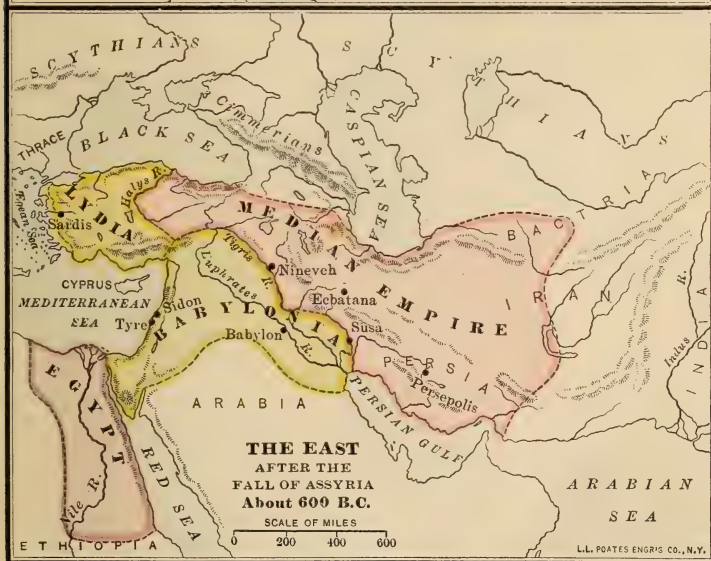 SCYTHIANS
SCYTHIANS
THRACE
BLACK SEA
Cimmerians
CASPIAN SEA
BACTRIA
LYDIA
Halys R.
Ægean Sea
Sardis
MEDIAN EMPIRE
Tigris R.
Nineveh
Euphrates R.
Ecbatana
IRAN
CYPRUS
MEDITERRANEAN
SEA
Sidon
Tyre
BABYLONIA
Babylon
Susa
PERSIA
Persepolis
Indus R.
INDIA
EGYPT
Nile R.
ARABIA
PERSIAN GULF
RED SEA
ETHIOPIA
ARABIAN
SEA
THE EAST
AFTER THE
FALL OF ASSYRIA
About 600 B.C.
SCALE OF MILES
0 200 400 600
L.L. POATES ENGR'G CO., N.Y.